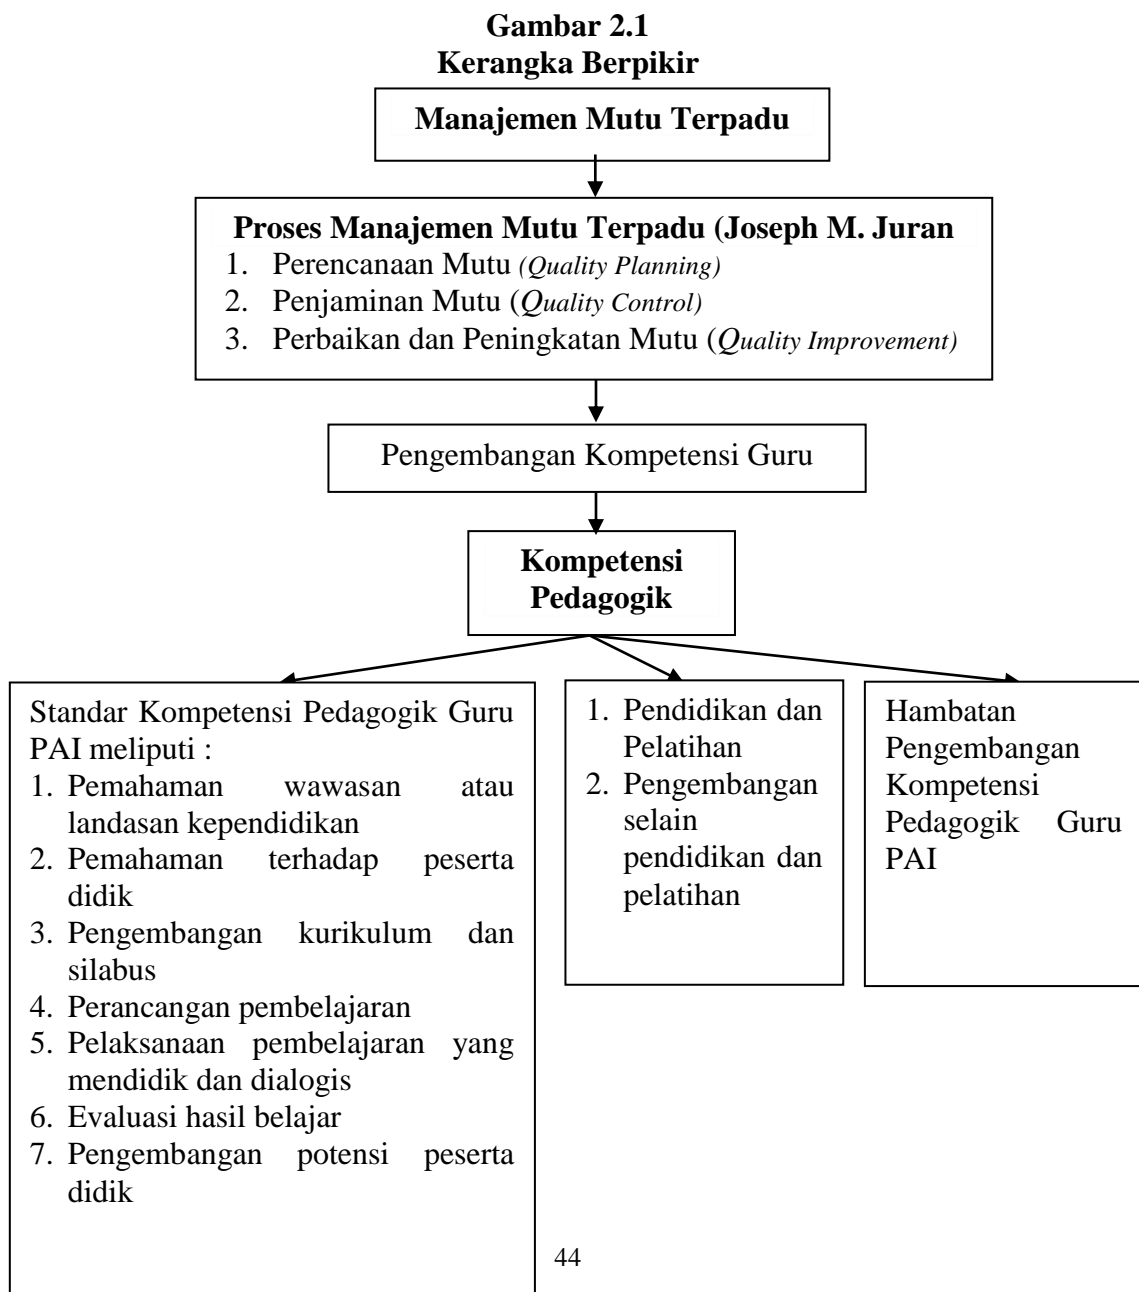 Gambar 2.1
Kerangka Berpikir
Manajemen Mutu Terpadu
Proses Manajemen Mutu Terpadu (Joseph M. Juran
1. Perencanaan Mutu (Quality Planning)
2. Penjaminan Mutu (Quality Control)
3. Perbaikan dan Peningkatan Mutu (Quality Improvement)
Pengembangan Kompetensi Guru
Kompetensi
Pedagogik
Standar Kompetensi Pedagogik Guru
PAI meliputi :
1. Pemahaman wawasan atau
landasan kependidikan
2. Pemahaman terhadap peserta
didik
3. Pengembangan kurikulum dan
silabus
4. Perancangan pembelajaran
5. Pelaksanaan pembelajaran yang
mendidik dan dialogis
6. Evaluasi hasil belajar
7. Pengembangan potensi peserta
didik
1. Pendidikan dan
Pelatihan
2. Pengembangan
selain
pendidikan dan
pelatihan
Hambatan
Pengembangan
Kompetensi
Pedagogik Guru
PAI
44